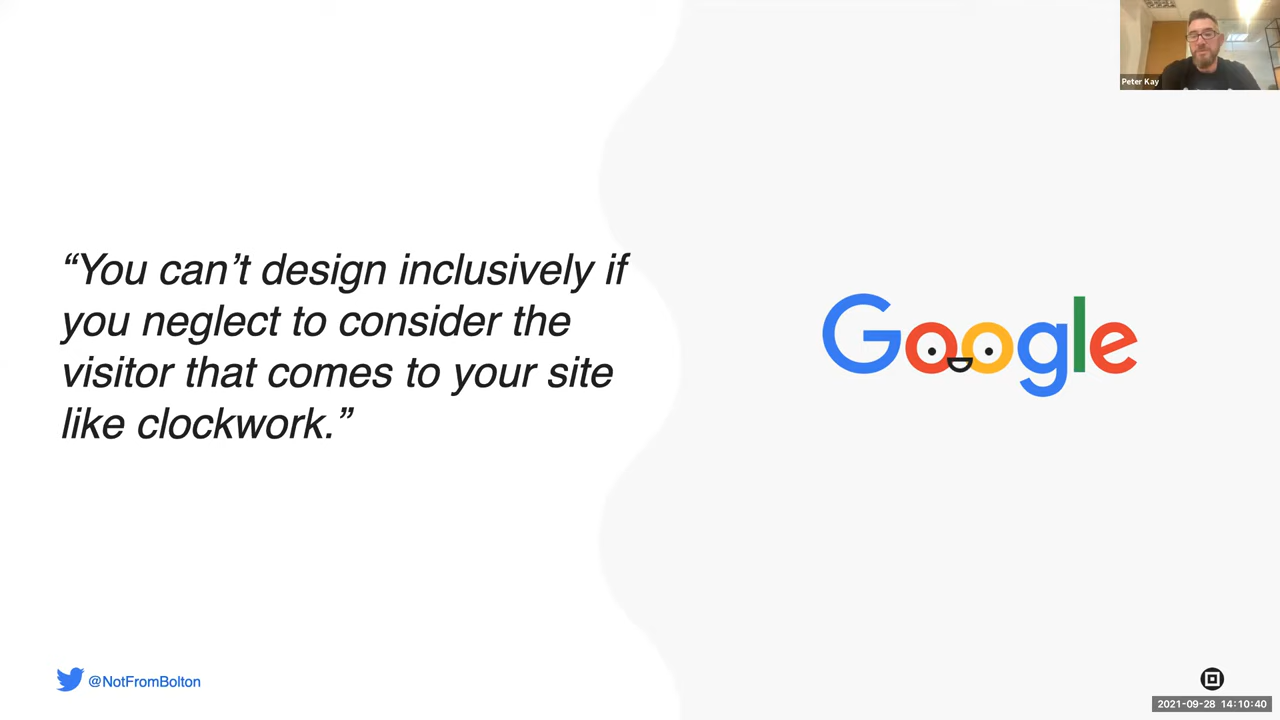 Peter Kay
“You can’t design inclusively if
you neglect to consider the
visitor that comes to your site
like clockwork.”
Google
@NotFromBolton
2021-09-28 14:10:40